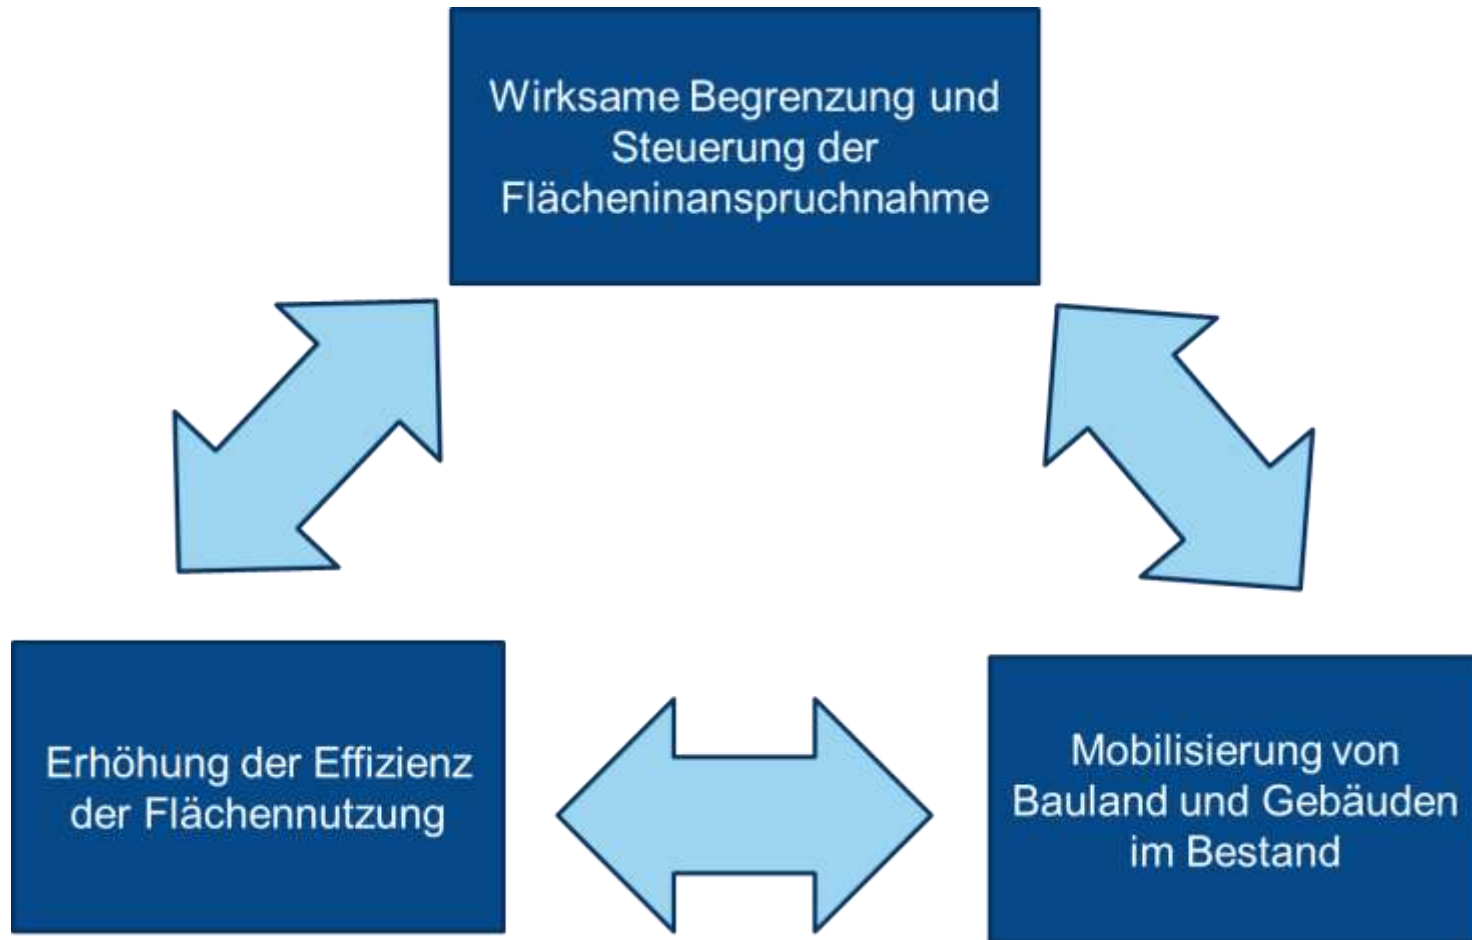 Wirksame Begrenzung und
Steuerung der
Flächeninanspruchnahme
Erhöhung der Effizienz
der Flächennutzung
Mobilisierung von
Bauland und Gebäuden
im Bestand